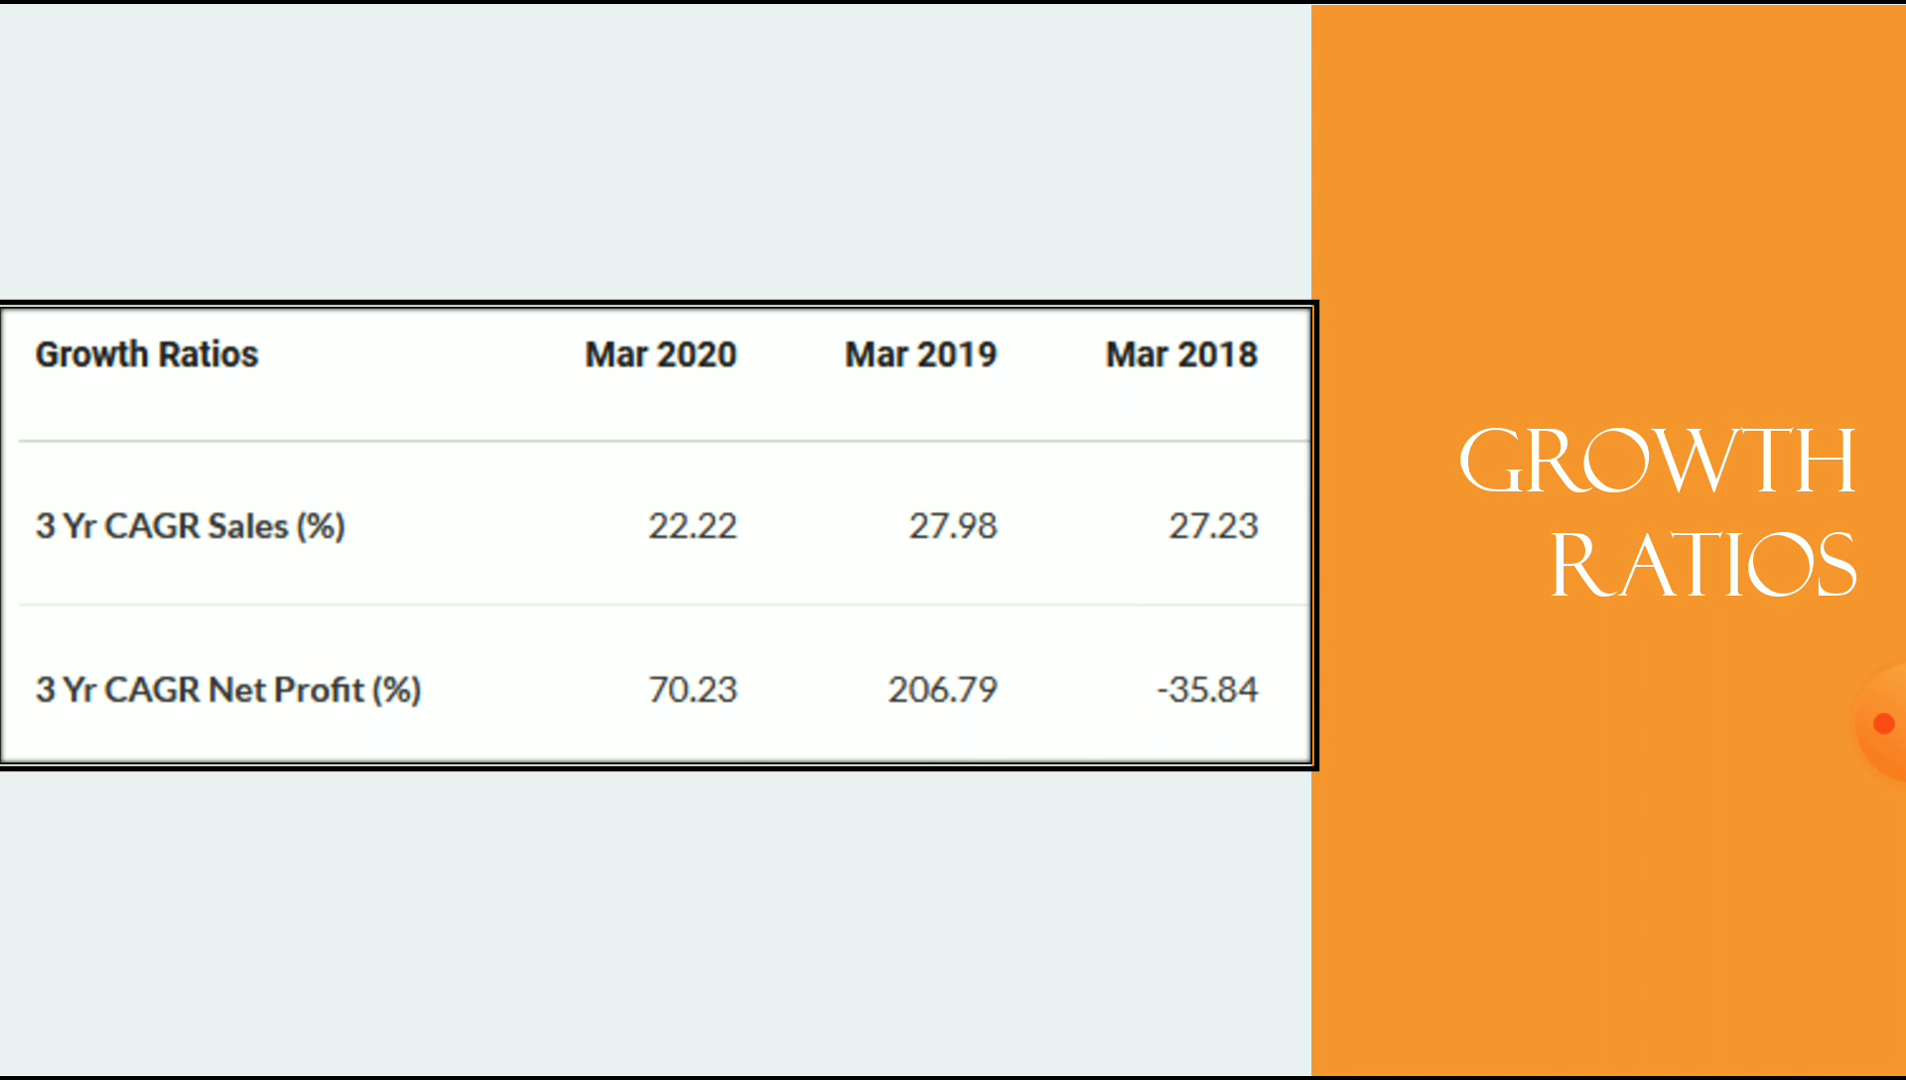 Growth Ratios Mar 2020 Mar 2019 Mar 2018
3 Yr CAGR Sales (%) 22.22 27.98 27.23
3 Yr CAGR Net Profit (%) 70.23 206.79 -35.84
GROWTH
RATIOS